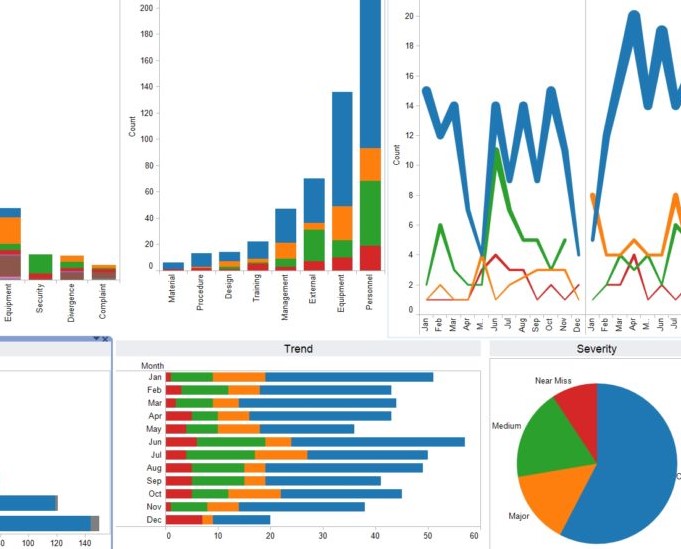 200
180
160
140
120
100
80
60
40
20
0
Count
Equipment
Security
Divergence
Complaint
Material
Procedure
Design
Training
Management
External
Equipment
Personnel
20
18
16
14
12
10
8
6
4
2
0
Count
Jan Feb Mar Apr M.. Jun Jul Aug Sep Oct Nov Dec Jan Feb Mar Apr M.. Jun Jul
Trend
Month
Jan
Feb
Mar
Apr
May
Jun
Jul
Aug
Sep
Oct
Nov
Dec
0 10 20 30 40 50 60
100 120 140
Severity
Near Miss
Medium
Major